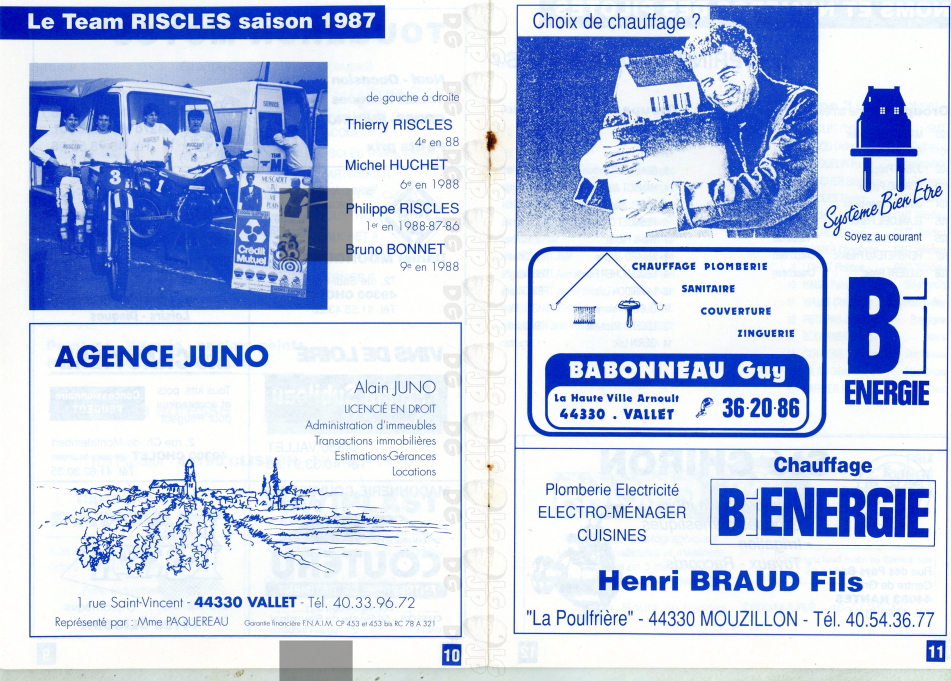 Le Team RISCLES saison 1987
de gauche à droite
Thierry RISCLES
4e en 88
Michel HUCHET
6e en 1988
Philippe RISCLES
1er en 1988-87-86
Bruno BONNET
9e en 1988
SERVICE
3
1
MUSCADET
Crédit
Mutuel
AGENCE JUNO
Alain JUNO
LICENCIÉ EN DROIT
Administration d'immeubles
Transactions immobilières
Estimations-Gérances
Locations
1 rue Saint-Vincent - 44330 VALLET - Tél. 40.33.96.72
Représenté par : Mme PAQUEREAU Garantie financière F.N.A.I.M. CP 453 et 453 bis RC 78 A 321
10
Choix de chauffage ?
Système Bien Etre
Soyez au courant
CHAUFFAGE PLOMBERIE
SANITAIRE
COUVERTURE
ZINGUERIE
BABONNEAU Guy
La Haute Ville Arnoult
44330 . VALLET
36·20·86
B
ENERGIE
Chauffage
Plomberie Electricité
ELECTRO-MÉNAGER
CUISINES
B ENERGIE
Henri BRAUD Fils
"La Poulfrière" - 44330 MOUZILLON - Tél. 40.54.36.77
11